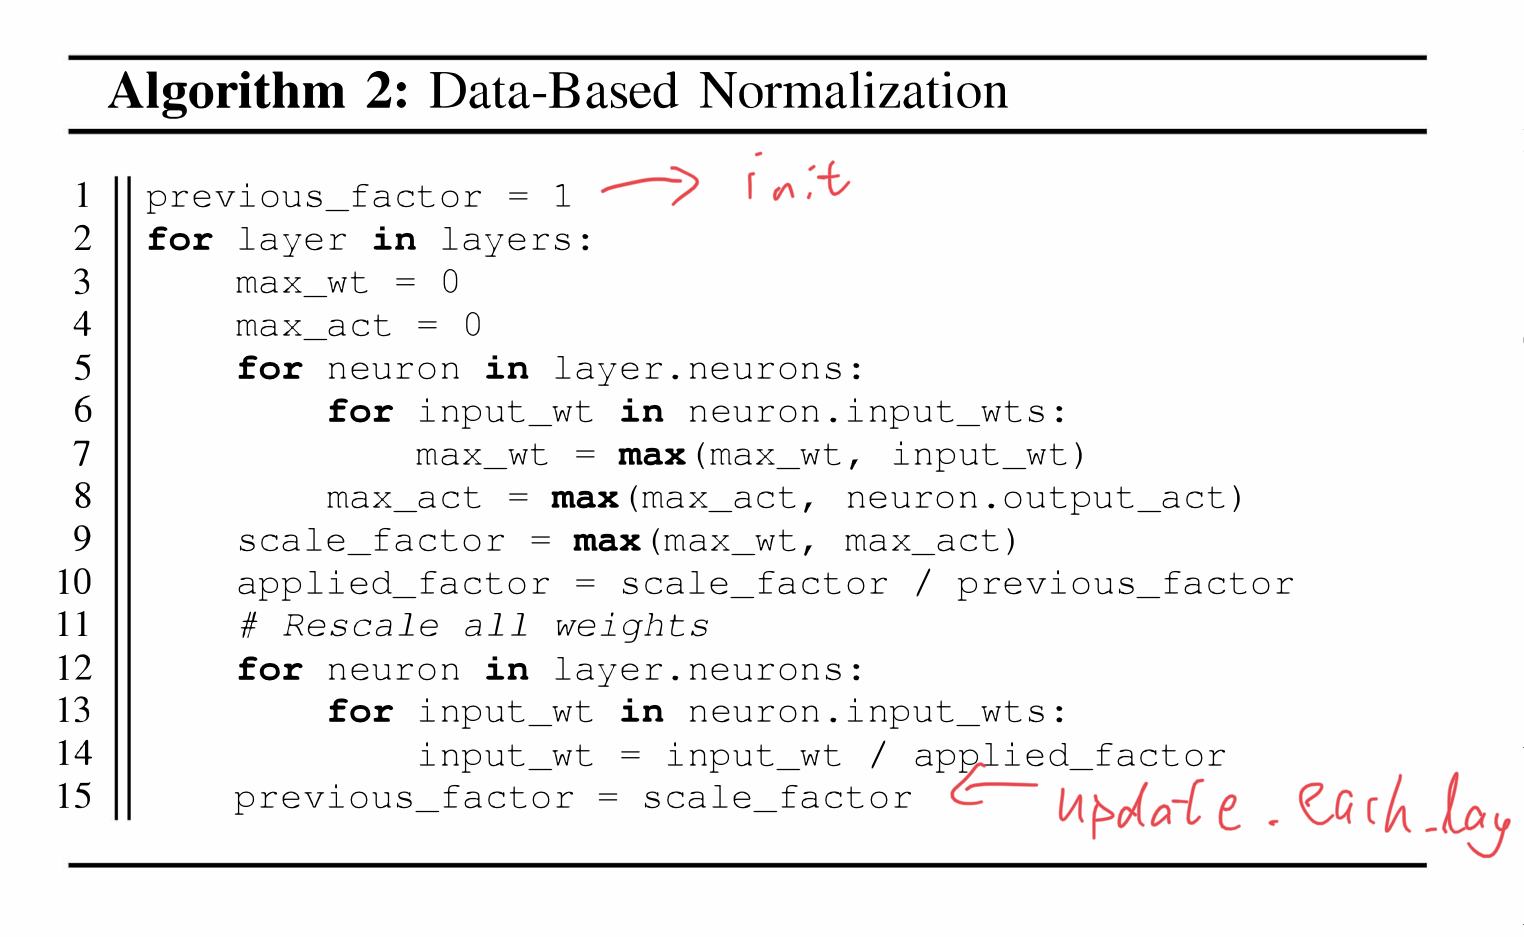 Algorithm 2: Data-Based Normalization
1 previous_factor = 1 init
2 for layer in layers:
3 max_wt = 0
4 max_act = 0
5 for neuron in layer.neurons:
6 for input_wt in neuron.input_wts:
7 max_wt = max(max_wt, input_wt)
8 max_act = max(max_act, neuron.output_act)
9 scale_factor = max(max_wt, max_act)
10 applied_factor = scale_factor / previous_factor
11 # Rescale all weights
12 for neuron in layer.neurons:
13 for input_wt in neuron.input_wts:
14 input_wt = input_wt / applied_factor
15 previous_factor = scale_factor update.each_lay